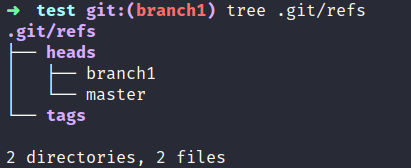 ➜ test git:(branch1) tree .git/refs
.git/refs
├── heads
│   ├── branch1
│   └── master
└── tags
2 directories, 2 files